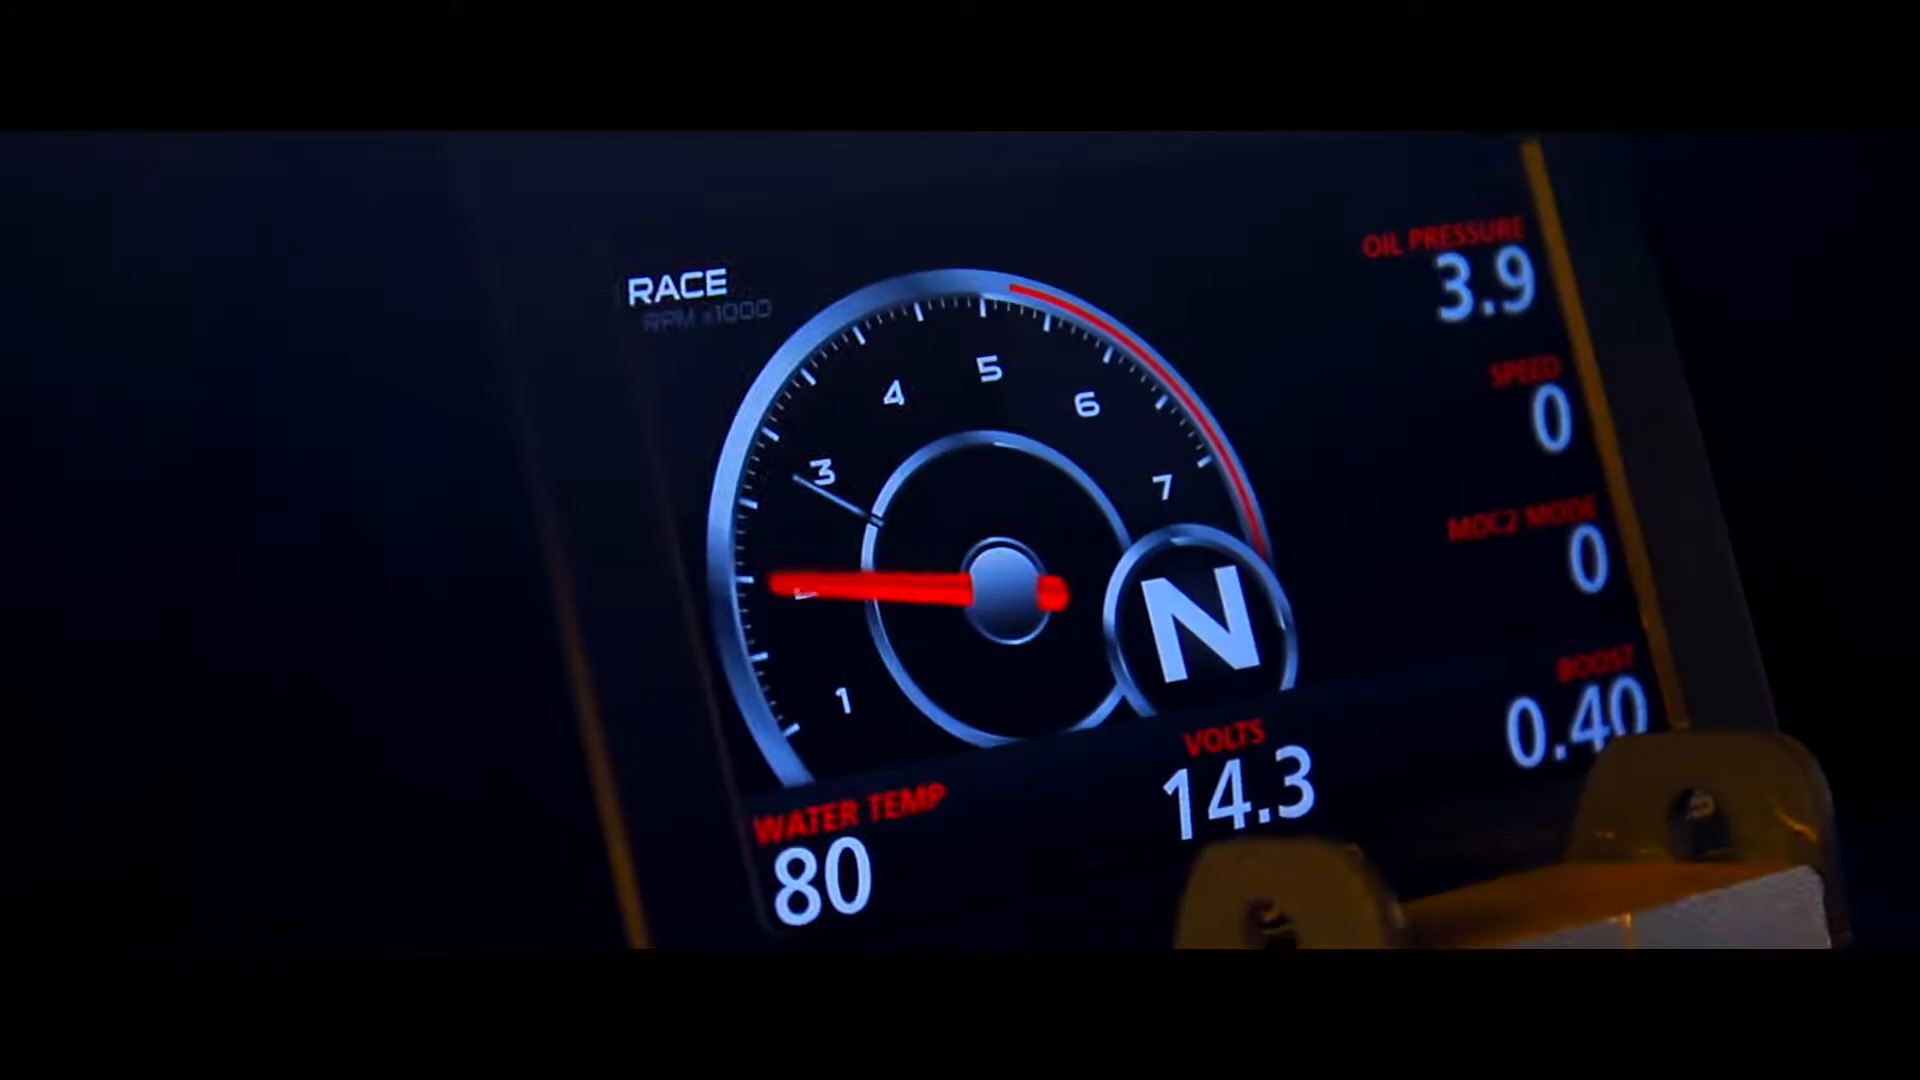 RACE
RPM x1000
OIL PRESSURE
3.9
SPEED
0
MDC2 MODE
0
BOOST
0.40
1
3
4
5
6
7
N
VOLTS
14.3
WATER TEMP
80